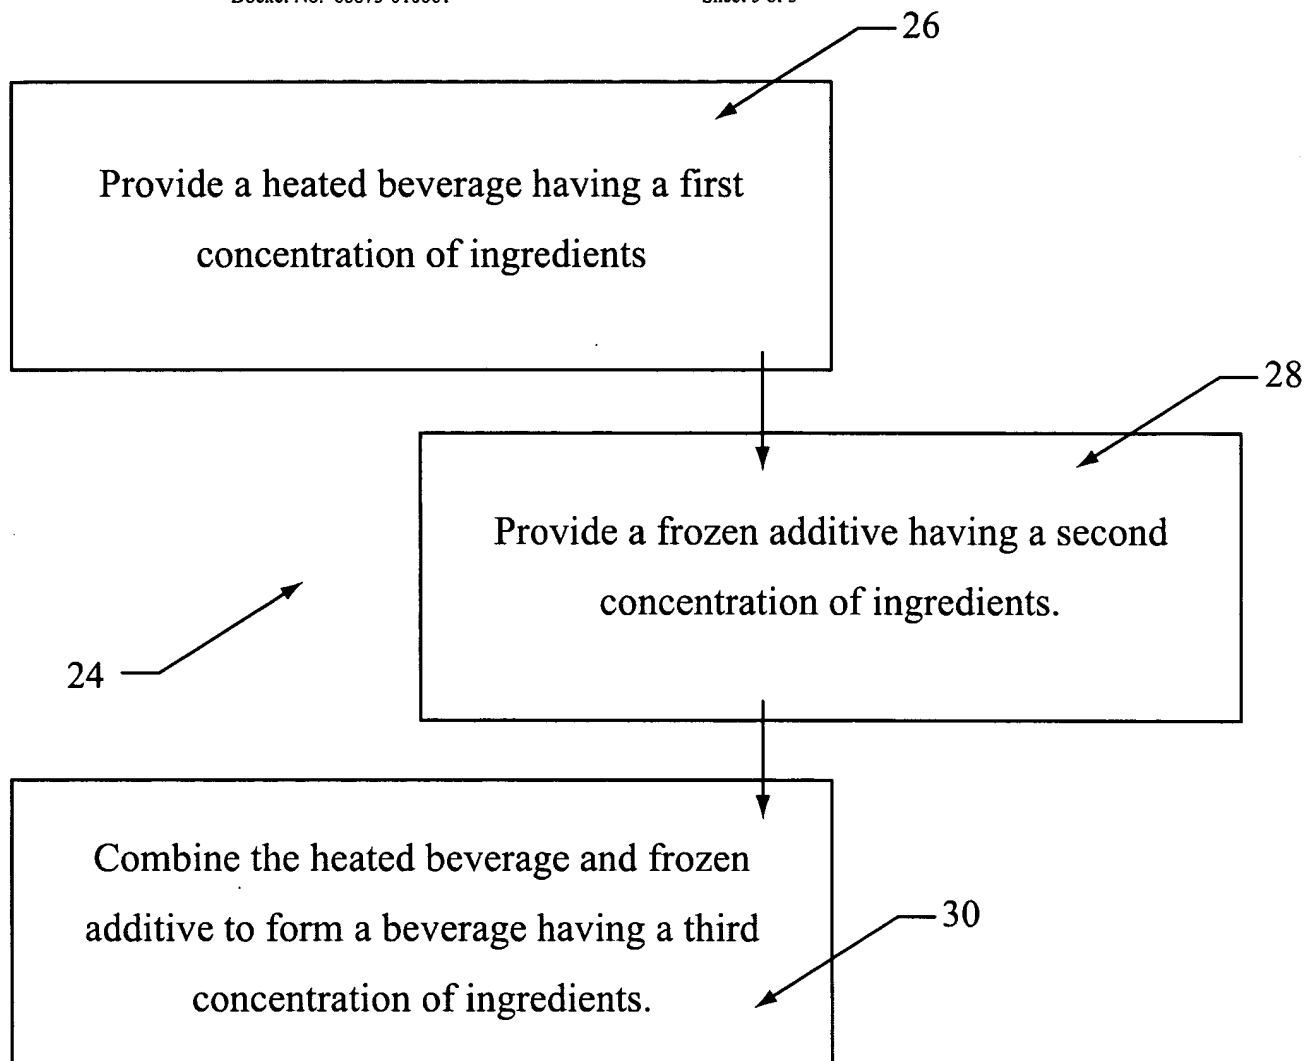 26
Provide a heated beverage having a first
concentration of ingredients
28
Provide a frozen additive having a second
concentration of ingredients.
24
Combine the heated beverage and frozen
additive to form a beverage having a third
concentration of ingredients.
30